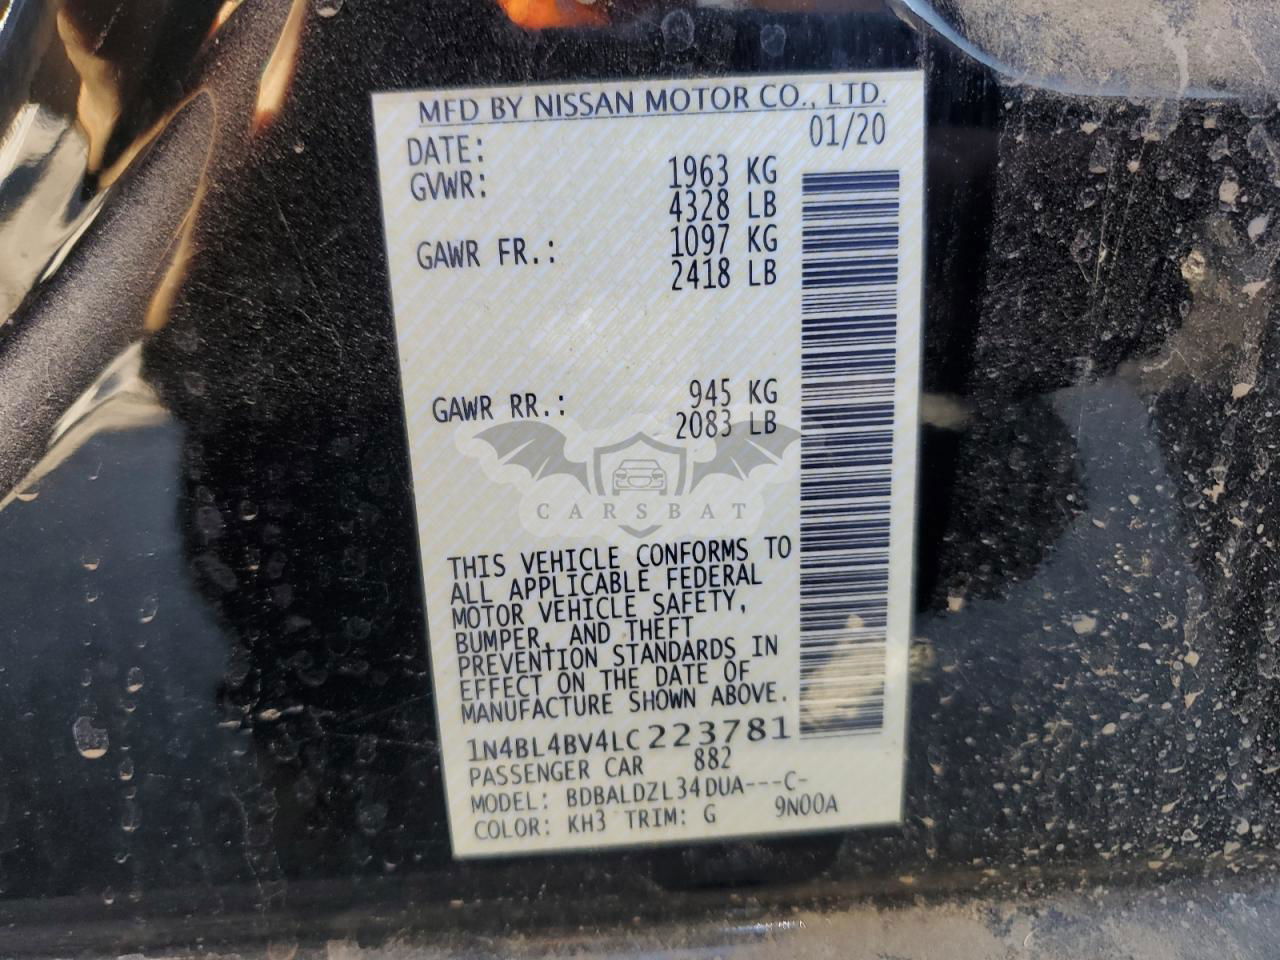 MFD BY NISSAN MOTOR CO., LTD.
DATE: 01/20
GVWR: 1963 KG
4328 LB
GAWR FR.: 1097 KG
2418 LB
GAWR RR.: 945 KG
2083 LB
CARSBAT
THIS VEHICLE CONFORMS TO
ALL APPLICABLE FEDERAL
MOTOR VEHICLE SAFETY,
BUMPER, AND THEFT
PREVENTION STANDARDS IN
EFFECT ON THE DATE OF
MANUFACTURE SHOWN ABOVE.
1N4BL4BV4LC223781
PASSENGER CAR 882
MODEL: BDBALDZL34DUA---C-
COLOR: KH3 TRIM: G 9N00A